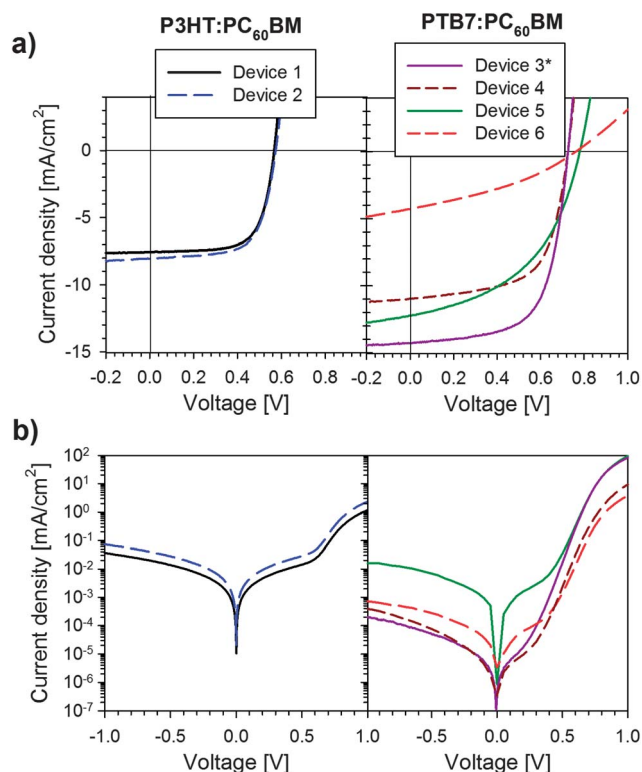 P3HT:PC60BM PTB7:PC60BM
a)
Device 1
Device 2
Device 3*
Device 4
Device 5
Device 6
Current density [mA/cm2]
0
-5
-10
-15
-0.2 0.0 0.2 0.4 0.6 0.8 -0.2 0.0 0.2 0.4 0.6 0.8 1.0
Voltage [V] Voltage [V]
b)
Current density [mA/cm2]
10^2
10^1
10^0
10^-1
10^-2
10^-3
10^-4
10^-5
10^-6
10^-7
-1.0 -0.5 0.0 0.5 -1.0 -0.5 0.0 0.5 1.0
Voltage [V] Voltage [V]